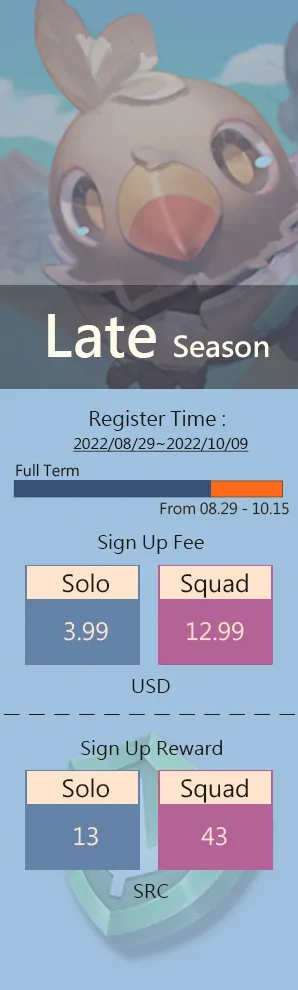 Late Season
Register Time :
2022/08/29~2022/10/09
Full Term
From 08.29 - 10.15
Sign Up Fee
Solo Squad
3.99 12.99
USD
Sign Up Reward
Solo Squad
13 43
SRC